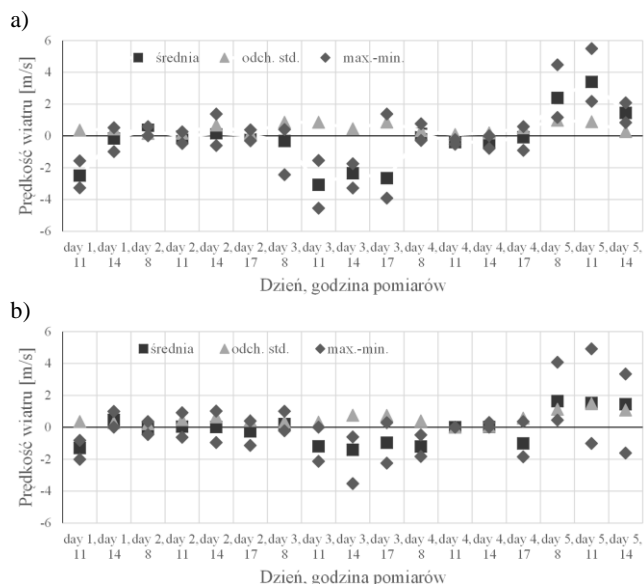 a)
6
średnia odch. std. max.-min.
4
2
0
-2
-4
-6
Prędkość wiatru [m/s]
day 1, day 1, day 2, day 2, day 2, day 2, day 3, day 3, day 3, day 3, day 4, day 4, day 4, day 4, day 5, day 5, day 5,
11 14 8 11 14 17 8 11 14 17 8 11 14 17 8 11 14
Dzień, godzina pomiarów
b)
6
średnia odch. std. max.-min.
4
2
0
-2
-4
-6
Prędkość wiatru [m/s]
day 1, day 1, day 2, day 2, day 2, day 2, day 3, day 3, day 3, day 3, day 4, day 4, day 4, day 4, day 5, day 5, day 5,
11 14 8 11 14 17 8 11 14 17 8 11 14 17 8 11 14
Dzień, godzina pomiarów